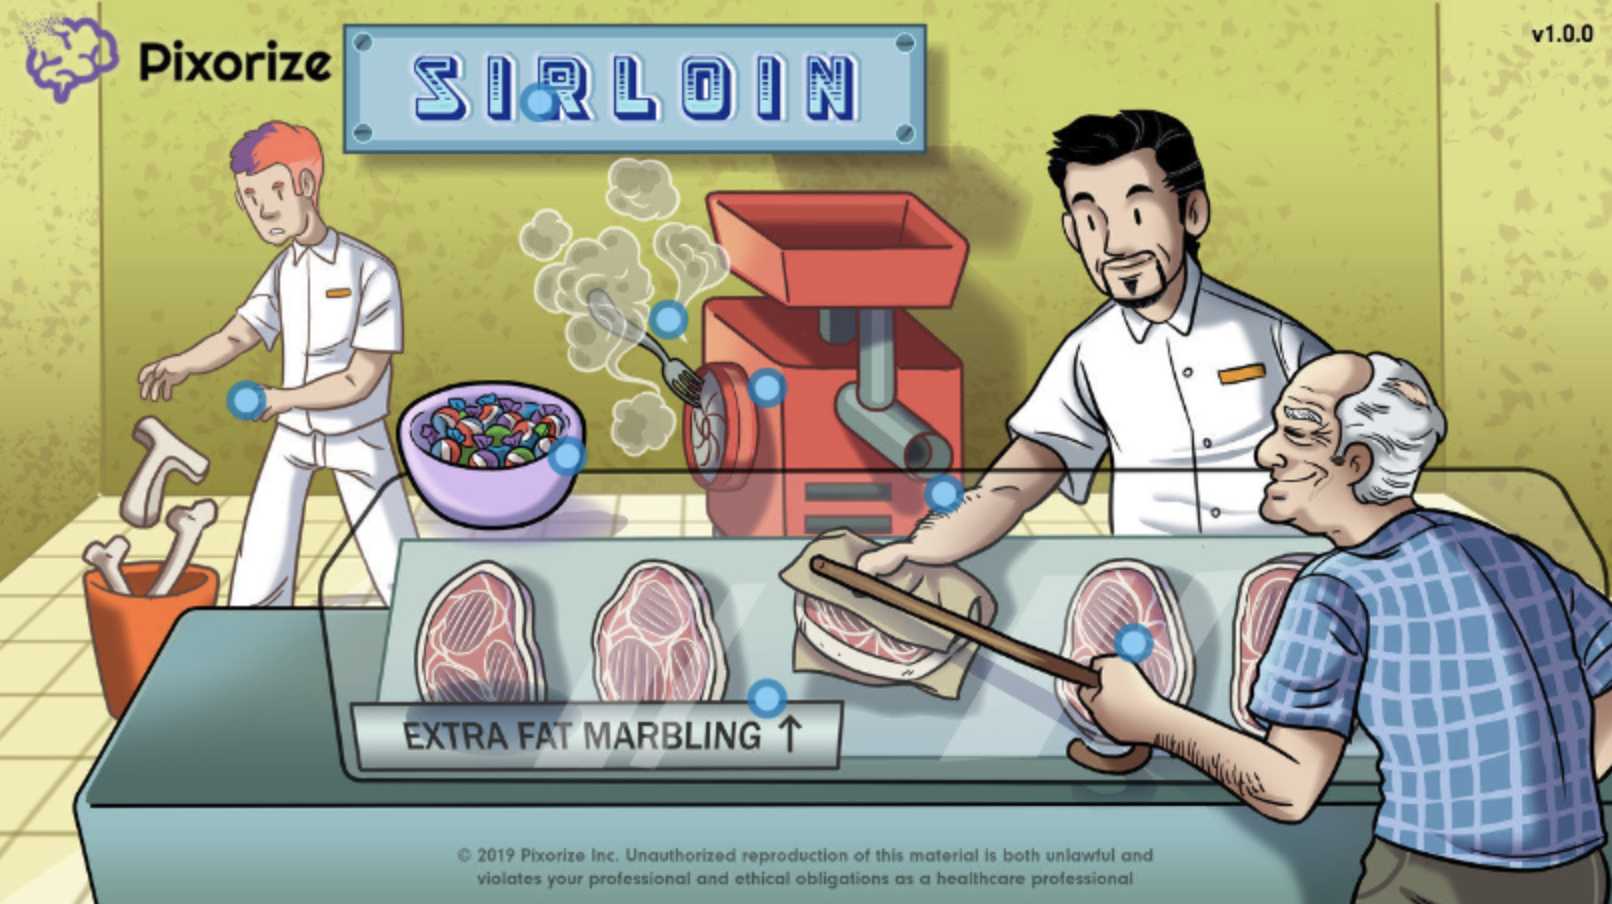 Pixorize
SIRLOIN
v1.0.0
EXTRA FAT MARBLING ↑
© 2019 Pixorize Inc. Unauthorized reproduction of this material is both unlawful and
violates your professional and ethical obligations as a healthcare professional